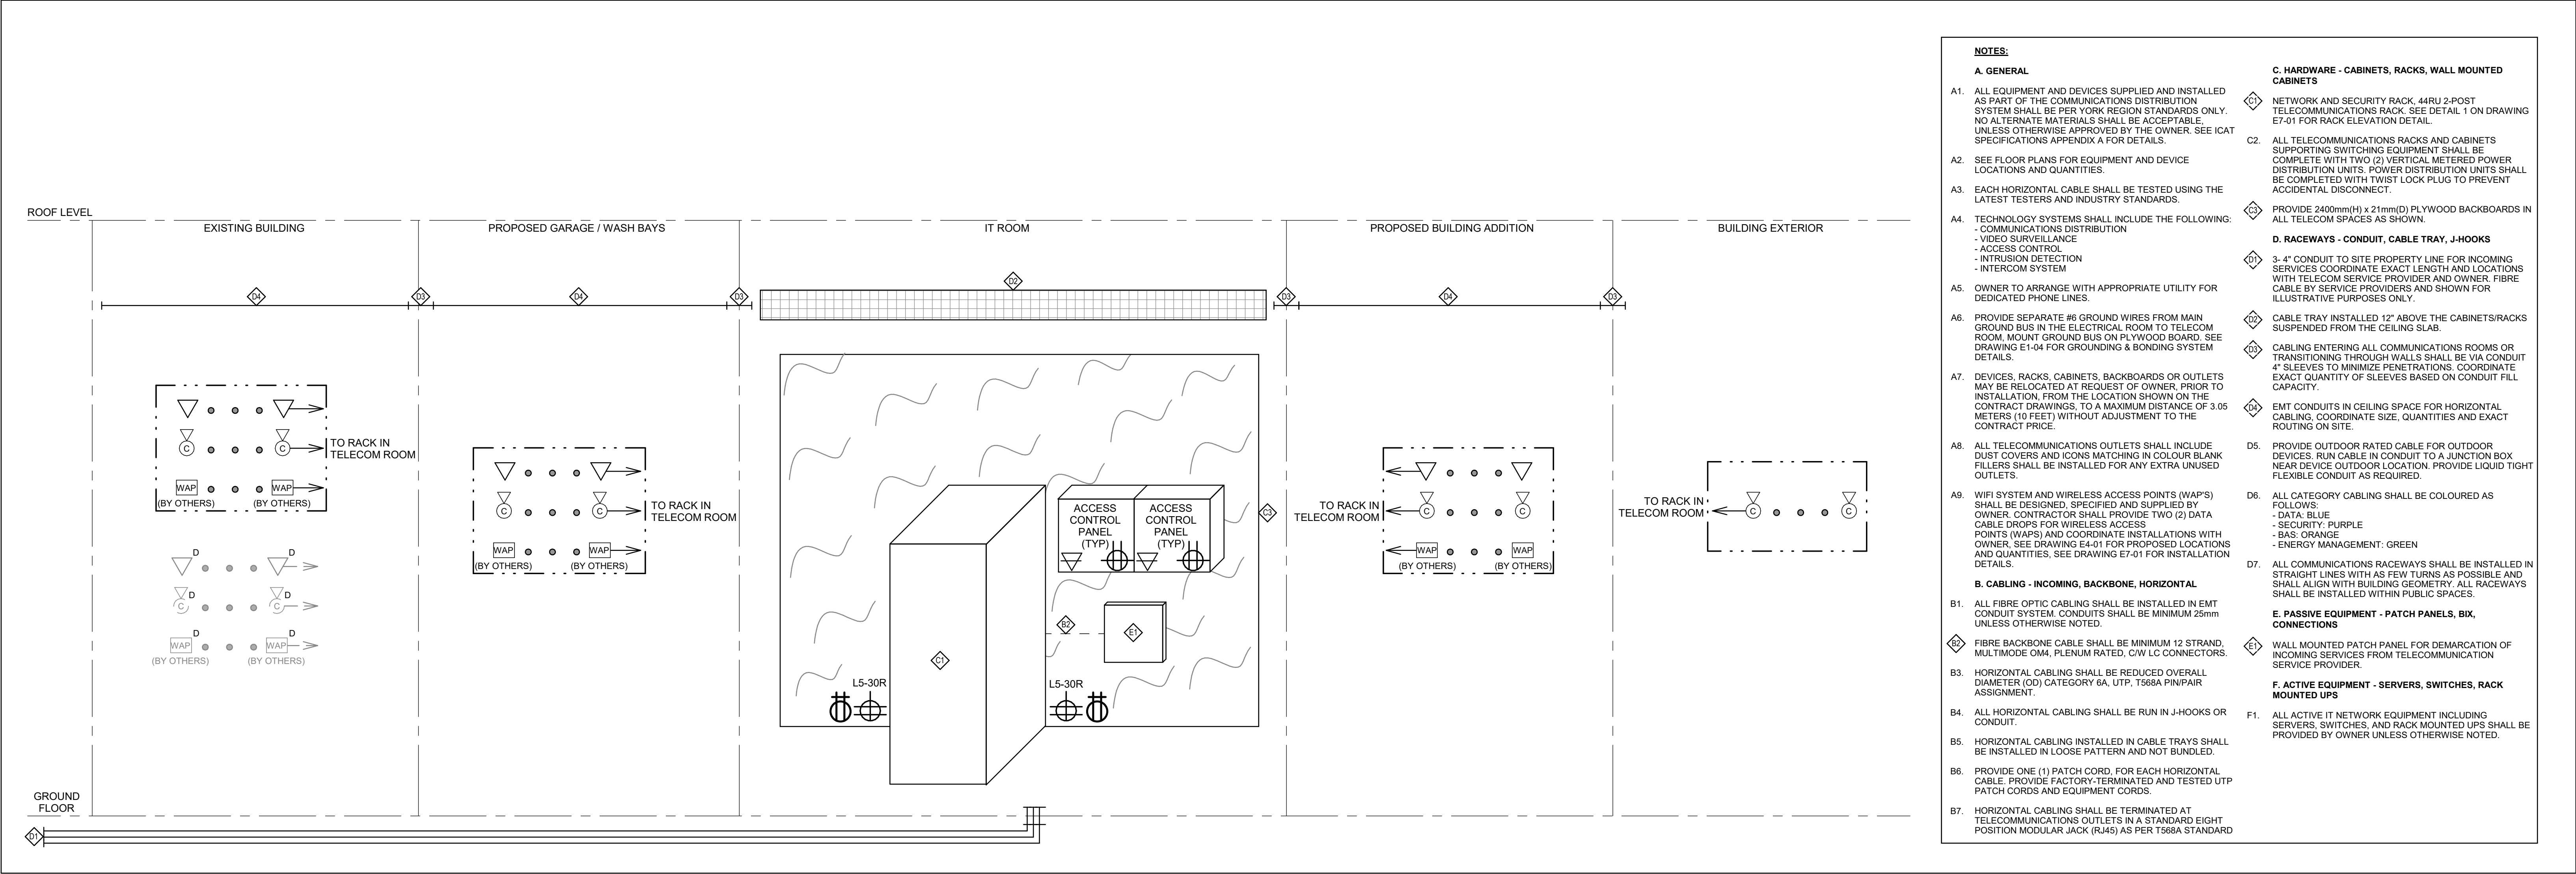 ROOF LEVEL
EXISTING BUILDING
PROPOSED GARAGE / WASH BAYS
IT ROOM
PROPOSED BUILDING ADDITION
BUILDING EXTERIOR
D4
D3
D4
D3
D2
D3
D4
D3
WAP
WAP
C
C
(BY OTHERS)
(BY OTHERS)
TO RACK IN
TELECOM ROOM
D
D
D
C
C
D
D
WAP
WAP
D
(BY OTHERS)
(BY OTHERS)
C
C
WAP
WAP
(BY OTHERS)
(BY OTHERS)
TO RACK IN
TELECOM ROOM
ACCESS
CONTROL
PANEL
(TYP)
ACCESS
CONTROL
PANEL
(TYP)
C3
B2
E1
C1
L5-30R
L5-30R
TO RACK IN
TELECOM ROOM
C
C
WAP
WAP
(BY OTHERS)
(BY OTHERS)
TO RACK IN
TELECOM ROOM
C
C
GROUND
FLOOR
D1
NOTES:
A. GENERAL
A1. ALL EQUIPMENT AND DEVICES SUPPLIED AND INSTALLED
AS PART OF THE COMMUNICATIONS DISTRIBUTION
SYSTEM SHALL BE PER YORK REGION STANDARDS ONLY.
NO ALTERNATE MATERIALS SHALL BE ACCEPTABLE,
UNLESS OTHERWISE APPROVED BY THE OWNER. SEE ICAT
SPECIFICATIONS APPENDIX A FOR DETAILS.
A2. SEE FLOOR PLANS FOR EQUIPMENT AND DEVICE
LOCATIONS AND QUANTITIES.
A3. EACH HORIZONTAL CABLE SHALL BE TESTED USING THE
LATEST TESTERS AND INDUSTRY STANDARDS.
A4. TECHNOLOGY SYSTEMS SHALL INCLUDE THE FOLLOWING:
- COMMUNICATIONS DISTRIBUTION
- VIDEO SURVEILLANCE
- ACCESS CONTROL
- INTRUSION DETECTION
- INTERCOM SYSTEM
A5. OWNER TO ARRANGE WITH APPROPRIATE UTILITY FOR
DEDICATED PHONE LINES.
A6. PROVIDE SEPARATE #6 GROUND WIRES FROM MAIN
GROUND BUS IN THE ELECTRICAL ROOM TO TELECOM
ROOM, MOUNT GROUND BUS ON PLYWOOD BOARD. SEE
DRAWING E1-04 FOR GROUNDING & BONDING SYSTEM
DETAILS.
A7. DEVICES, RACKS, CABINETS, BACKBOARDS OR OUTLETS
MAY BE RELOCATED AT REQUEST OF OWNER, PRIOR TO
INSTALLATION, FROM THE LOCATION SHOWN ON THE
CONTRACT DRAWINGS, TO A MAXIMUM DISTANCE OF 3.05
METERS (10 FEET) WITHOUT ADJUSTMENT TO THE
CONTRACT PRICE.
A8. ALL TELECOMMUNICATIONS OUTLETS SHALL INCLUDE
DUST COVERS AND ICONS MATCHING IN COLOUR BLANK
FILLERS SHALL BE INSTALLED FOR ANY EXTRA UNUSED
OUTLETS.
A9. WIFI SYSTEM AND WIRELESS ACCESS POINTS (WAP'S)
SHALL BE DESIGNED, SPECIFIED AND SUPPLIED BY
OWNER. CONTRACTOR SHALL PROVIDE TWO (2) DATA
CABLE DROPS FOR WIRELESS ACCESS
POINTS (WAPS) AND COORDINATE INSTALLATIONS WITH
OWNER, SEE DRAWING E4-01 FOR PROPOSED LOCATIONS
AND QUANTITIES, SEE DRAWING E7-01 FOR INSTALLATION
DETAILS.
B. CABLING - INCOMING, BACKBONE, HORIZONTAL
B1. ALL FIBRE OPTIC CABLING SHALL BE INSTALLED IN EMT
CONDUIT SYSTEM. CONDUITS SHALL BE MINIMUM 25mm
UNLESS OTHERWISE NOTED.
B2 FIBRE BACKBONE CABLE SHALL BE MINIMUM 12 STRAND,
MULTIMODE OM4, PLENUM RATED, C/W LC CONNECTORS.
B3. HORIZONTAL CABLING SHALL BE REDUCED OVERALL
DIAMETER (OD) CATEGORY 6A, UTP, T568A PIN/PAIR
ASSIGNMENT.
B4. ALL HORIZONTAL CABLING SHALL BE RUN IN J-HOOKS OR
CONDUIT.
B5. HORIZONTAL CABLING INSTALLED IN CABLE TRAYS SHALL
BE INSTALLED IN LOOSE PATTERN AND NOT BUNDLED.
B6. PROVIDE ONE (1) PATCH CORD, FOR EACH HORIZONTAL
CABLE. PROVIDE FACTORY-TERMINATED AND TESTED UTP
PATCH CORDS AND EQUIPMENT CORDS.
B7. HORIZONTAL CABLING SHALL BE TERMINATED AT
TELECOMMUNICATIONS OUTLETS IN A STANDARD EIGHT
POSITION MODULAR JACK (RJ45) AS PER T568A STANDARD
C. HARDWARE - CABINETS, RACKS, WALL MOUNTED
CABINETS
C1 NETWORK AND SECURITY RACK, 44RU 2-POST
TELECOMMUNICATIONS RACK. SEE DETAIL 1 ON DRAWING
E7-01 FOR RACK ELEVATION DETAIL.
C2. ALL TELECOMMUNICATIONS RACKS AND CABINETS
SUPPORTING SWITCHING EQUIPMENT SHALL BE
COMPLETE WITH TWO (2) VERTICAL METERED POWER
DISTRIBUTION UNITS. POWER DISTRIBUTION UNITS SHALL
BE COMPLETED WITH TWIST LOCK PLUG TO PREVENT
ACCIDENTAL DISCONNECT.
C3 PROVIDE 2400mm(H) x 21mm(D) PLYWOOD BACKBOARDS IN
ALL TELECOM SPACES AS SHOWN.
D. RACEWAYS - CONDUIT, CABLE TRAY, J-HOOKS
D1 3- 4" CONDUIT TO SITE PROPERTY LINE FOR INCOMING
SERVICES COORDINATE EXACT LENGTH AND LOCATIONS
WITH TELECOM SERVICE PROVIDER AND OWNER. FIBRE
CABLE BY SERVICE PROVIDERS AND SHOWN FOR
ILLUSTRATIVE PURPOSES ONLY.
D2 CABLE TRAY INSTALLED 12" ABOVE THE CABINETS/RACKS
SUSPENDED FROM THE CEILING SLAB.
D3 CABLING ENTERING ALL COMMUNICATIONS ROOMS OR
TRANSITIONING THROUGH WALLS SHALL BE VIA CONDUIT
4" SLEEVES TO MINIMIZE PENETRATIONS. COORDINATE
EXACT QUANTITY OF SLEEVES BASED ON CONDUIT FILL
CAPACITY.
D4 EMT CONDUITS IN CEILING SPACE FOR HORIZONTAL
CABLING, COORDINATE SIZE, QUANTITIES AND EXACT
ROUTING ON SITE.
D5. PROVIDE OUTDOOR RATED CABLE FOR OUTDOOR
DEVICES. RUN CABLE IN CONDUIT TO A JUNCTION BOX
NEAR DEVICE OUTDOOR LOCATION. PROVIDE LIQUID TIGHT
FLEXIBLE CONDUIT AS REQUIRED.
D6. ALL CATEGORY CABLING SHALL BE COLOURED AS
FOLLOWS:
- DATA: BLUE
- SECURITY: PURPLE
- BAS: ORANGE
- ENERGY MANAGEMENT: GREEN
D7. ALL COMMUNICATIONS RACEWAYS SHALL BE INSTALLED IN
STRAIGHT LINES WITH AS FEW TURNS AS POSSIBLE AND
SHALL ALIGN WITH BUILDING GEOMETRY. ALL RACEWAYS
SHALL BE INSTALLED WITHIN PUBLIC SPACES.
E. PASSIVE EQUIPMENT - PATCH PANELS, BIX,
CONNECTIONS
E1 WALL MOUNTED PATCH PANEL FOR DEMARCATION OF
INCOMING SERVICES FROM TELECOMMUNICATION
SERVICE PROVIDER.
F. ACTIVE EQUIPMENT - SERVERS, SWITCHES, RACK
MOUNTED UPS
F1. ALL ACTIVE IT NETWORK EQUIPMENT INCLUDING
SERVERS, SWITCHES, AND RACK MOUNTED UPS SHALL BE
PROVIDED BY OWNER UNLESS OTHERWISE NOTED.